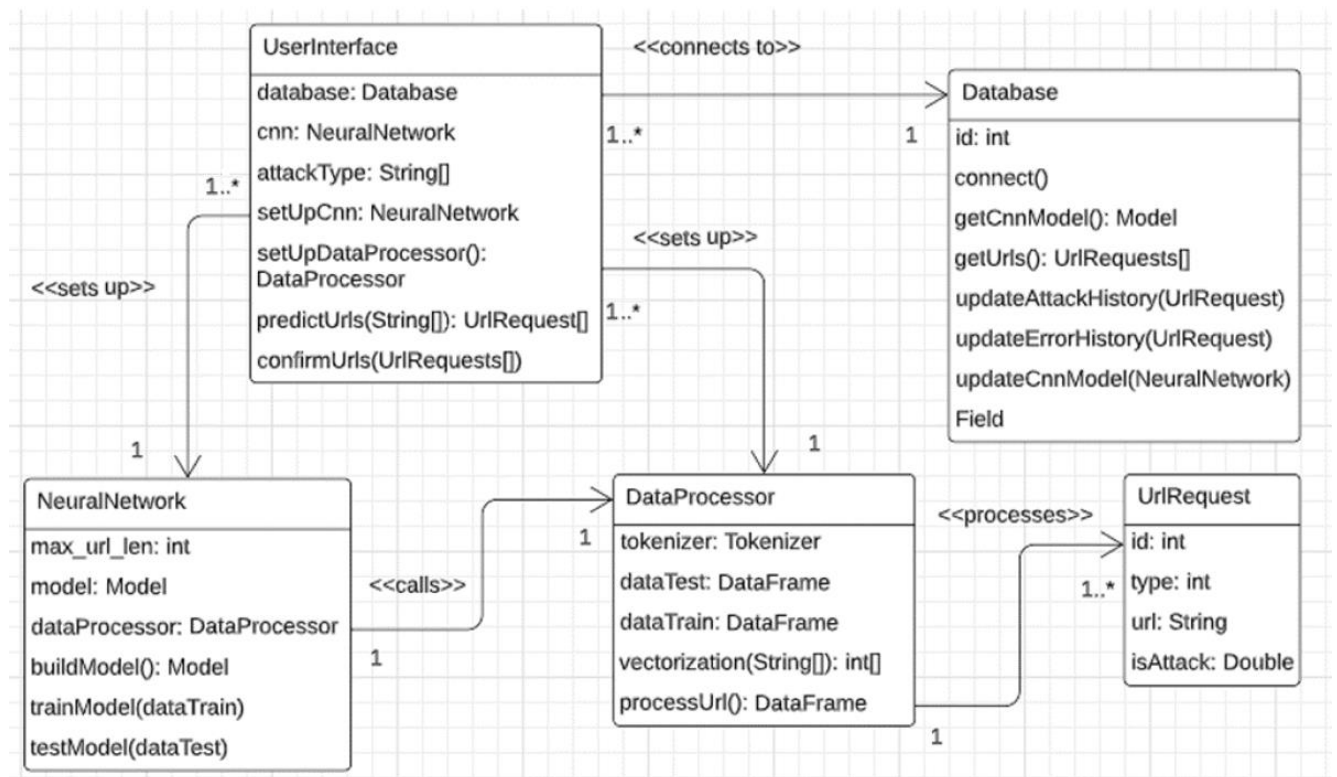 UserInterface
database: Database
cnn: NeuralNetwork
attackType: String[]
setUpCnn: NeuralNetwork
setUpDataProcessor():
DataProcessor
predictUrls(String[]): UrlRequest[]
confirmUrls(UrlRequests[])
<<connects to>>
1..*
1
Database
id: int
connect()
getCnnModel(): Model
getUrls(): UrlRequests[]
updateAttackHistory(UrlRequest)
updateErrorHistory(UrlRequest)
updateCnnModel(NeuralNetwork)
Field
1..*
<<sets up>>
1
<<sets up>>
1..*
1
NeuralNetwork
max_url_len: int
model: Model
dataProcessor: DataProcessor
buildModel(): Model
trainModel(dataTrain)
testModel(dataTest)
<<calls>>
1
1
DataProcessor
tokenizer: Tokenizer
dataTest: DataFrame
dataTrain: DataFrame
vectorization(String[]): int[]
processUrl(): DataFrame
<<processes>>
1..*
1
UrlRequest
id: int
type: int
url: String
isAttack: Double